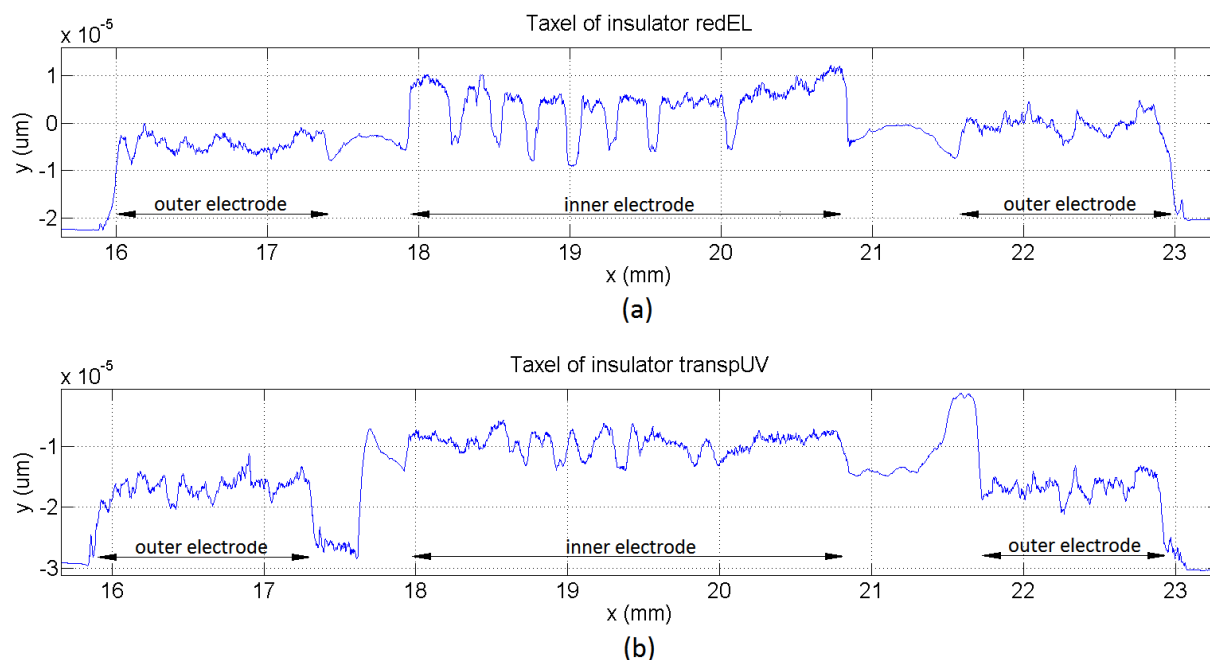 Taxel of insulator redEL
x 10⁻⁵
1
0
-1
-2
y (um)
outer electrode inner electrode outer electrode
16 17 18 19 20 21 22 23
x (mm)
(a)
Taxel of insulator transpUV
x 10⁻⁵
-1
-2
-3
y (um)
outer electrode inner electrode outer electrode
16 17 18 19 20 21 22 23
x (mm)
(b)